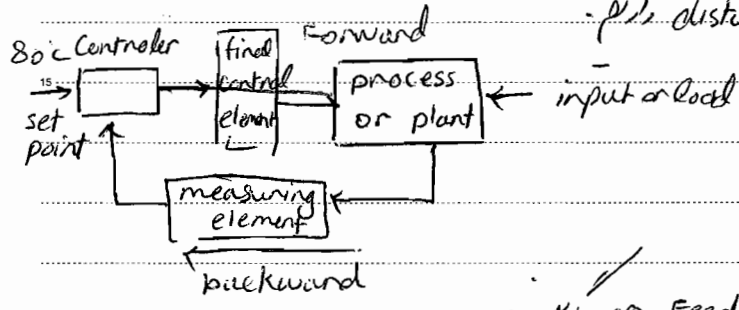 Forward
80°C Controler
final
control
element
process
or plant
input or load
15
set
point
measuring
element
backward